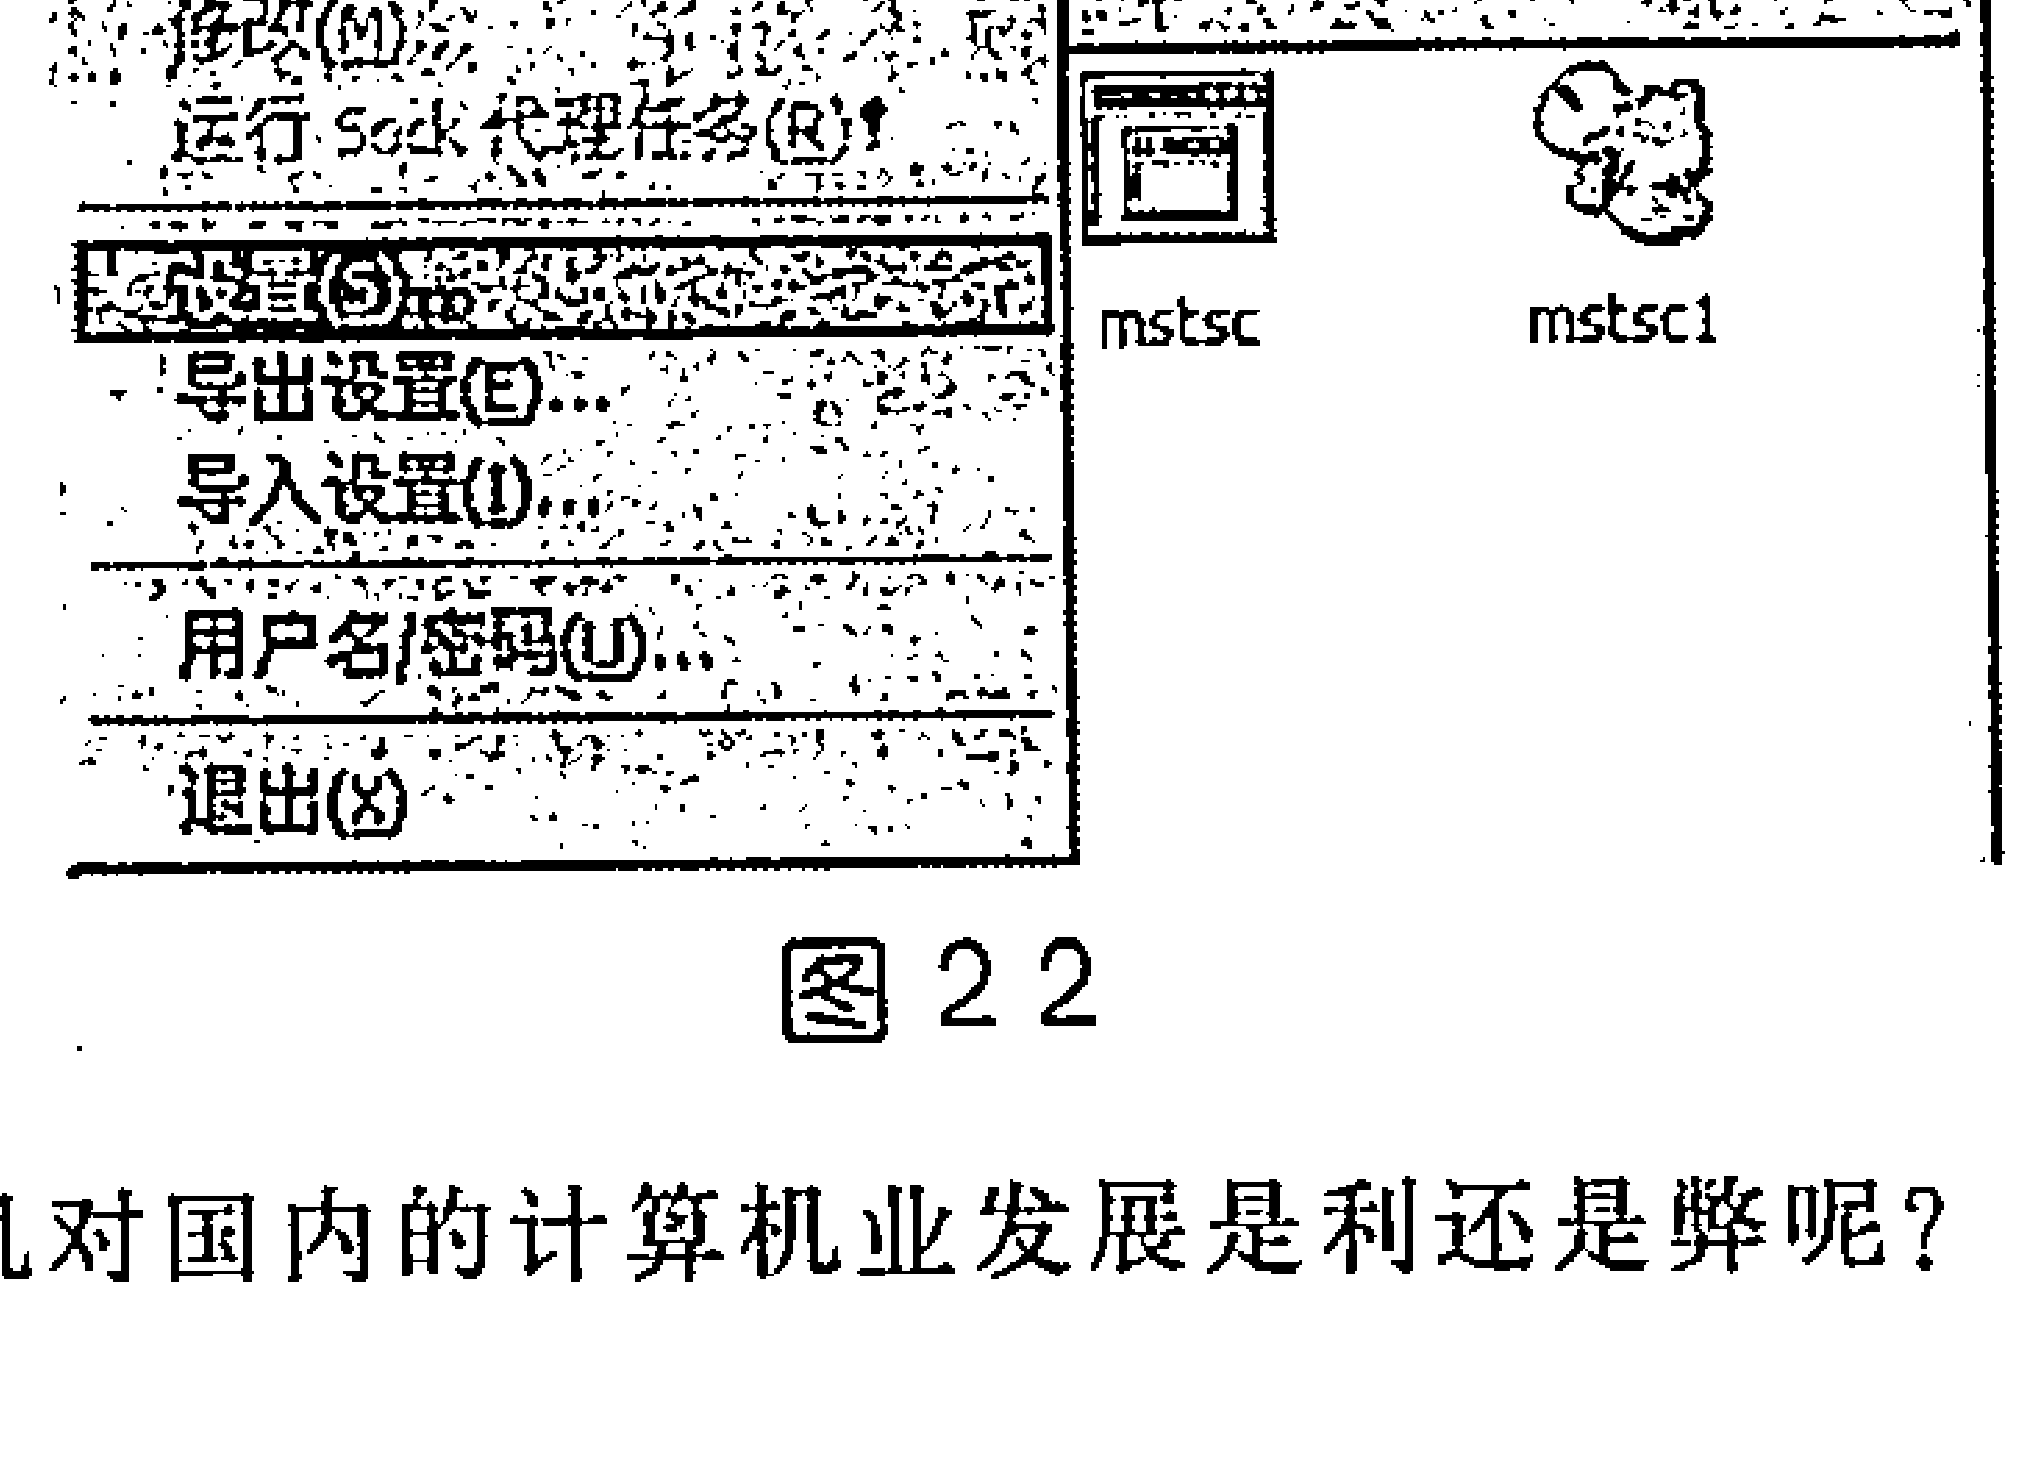 修改(M)
运行 Sock 代理任务(R)
设置(S)...
导出设置(E)...
导入设置(I)...
用户名/密码(U)...
退出(X)
mstsc
mstsc1
图 22
对国内的计算机业发展是利还是弊呢?